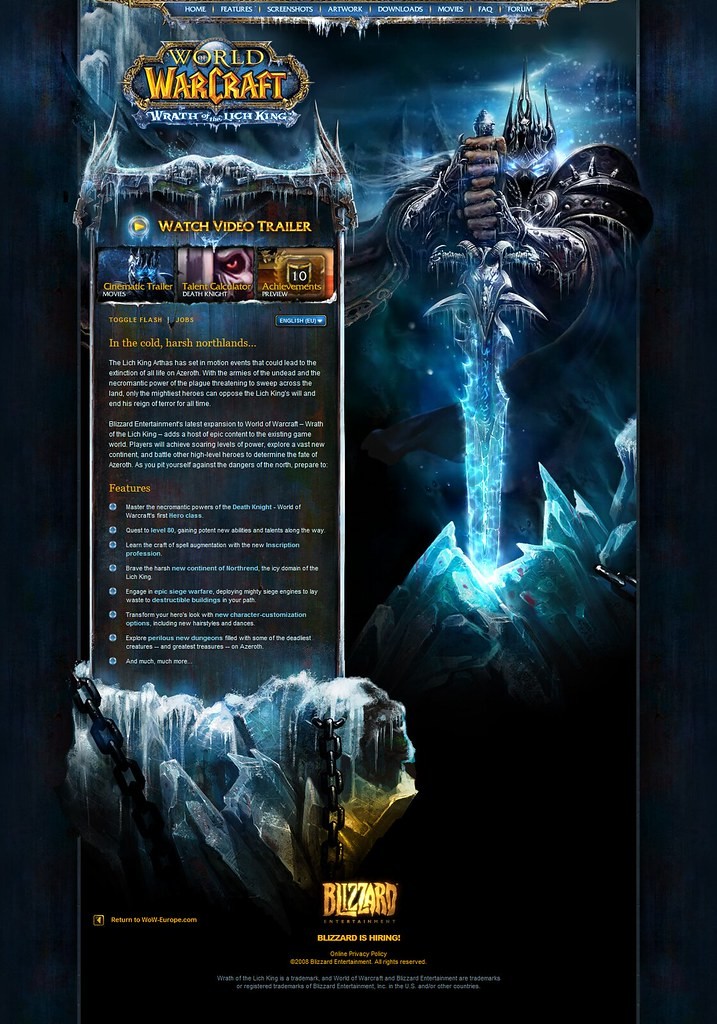 HOME | FEATURES | SCREENSHOTS | ARTWORK | DOWNLOADS | MOVIES | FAQ | FORUM
WORLD
OF
WARCRAFT
WRATH of the LICH KING
WATCH VIDEO TRAILER
Cinematic Trailer
MOVIES
Talent Calculator
DEATH KNIGHT
10
Achievements
PREVIEW
TOGGLE FLASH | JOBS
ENGLISH (EU)
In the cold, harsh northlands...
The Lich King Arthas has set in motion events that could lead to the
extinction of all life on Azeroth. With the armies of the undead and the
necromantic power of the plague threatening to sweep across the
land, only the mightiest heroes can oppose the Lich King's will and
end his reign of terror for all time.
Blizzard Entertainment's latest expansion to World of Warcraft – Wrath
of the Lich King – adds a host of epic content to the existing game
world. Players will achieve soaring levels of power, explore a vast new
continent, and battle other high-level heroes to determine the fate of
Azeroth. As you pit yourself against the dangers of the north, prepare to:
Features
Master the necromantic powers of the Death Knight - World of
Warcraft's first Hero class.
Quest to level 80, gaining potent new abilities and talents along the way.
Learn the craft of spell augmentation with the new Inscription
profession.
Brave the harsh new continent of Northrend, the icy domain of the
Lich King.
Engage in epic siege warfare, deploying mighty siege engines to lay
waste to destructible buildings in your path.
Transform your hero's look with new character-customization
options, including new hairstyles and dances.
Explore perilous new dungeons filled with some of the deadliest
creatures -- and greatest treasures -- on Azeroth.
And much, much more...
BLIZZARD
ENTERTAINMENT
Return to WoW-Europe.com
BLIZZARD IS HIRING!
Online Privacy Policy
©2008 Blizzard Entertainment. All rights reserved.
Wrath of the Lich King is a trademark, and World of Warcraft and Blizzard Entertainment are trademarks
or registered trademarks of Blizzard Entertainment, Inc. in the U.S. and/or other countries.